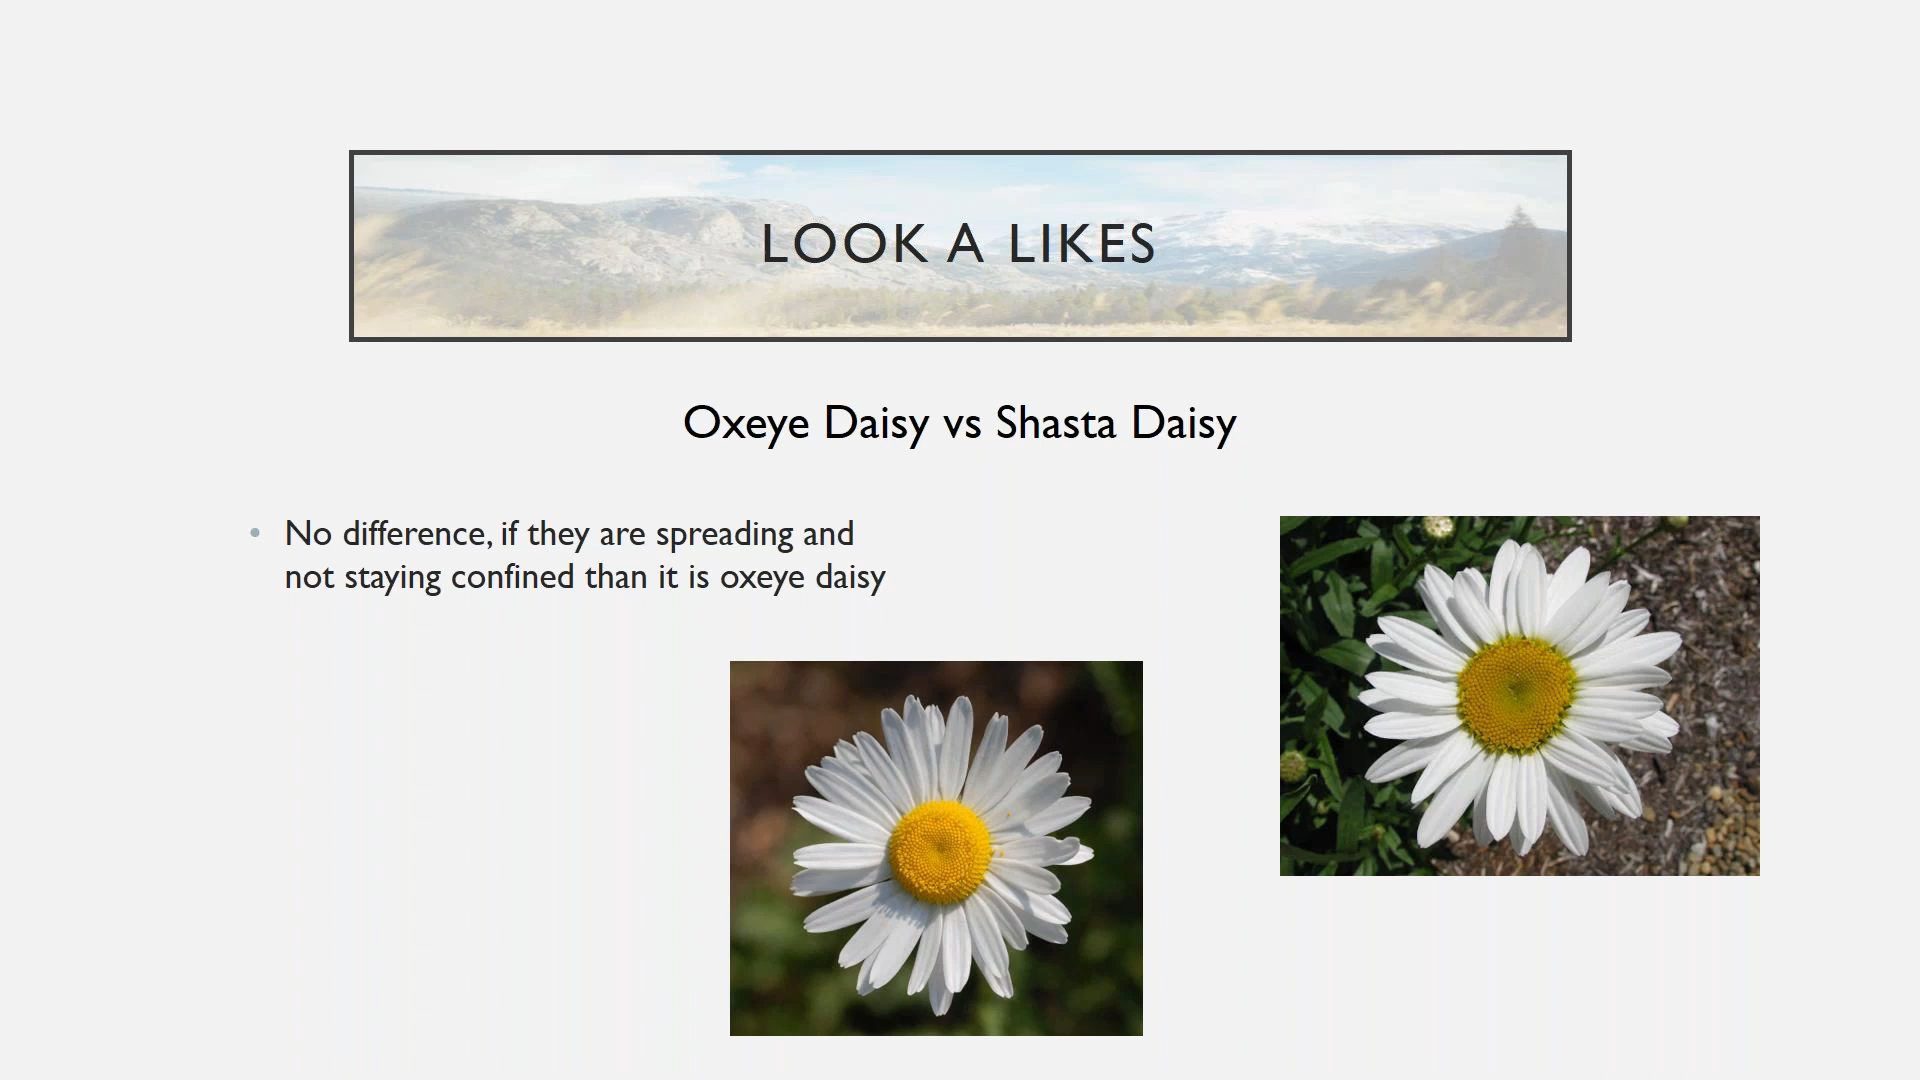 LOOK A LIKES
Oxeye Daisy vs Shasta Daisy
• No difference, if they are spreading and
not staying confined than it is oxeye daisy